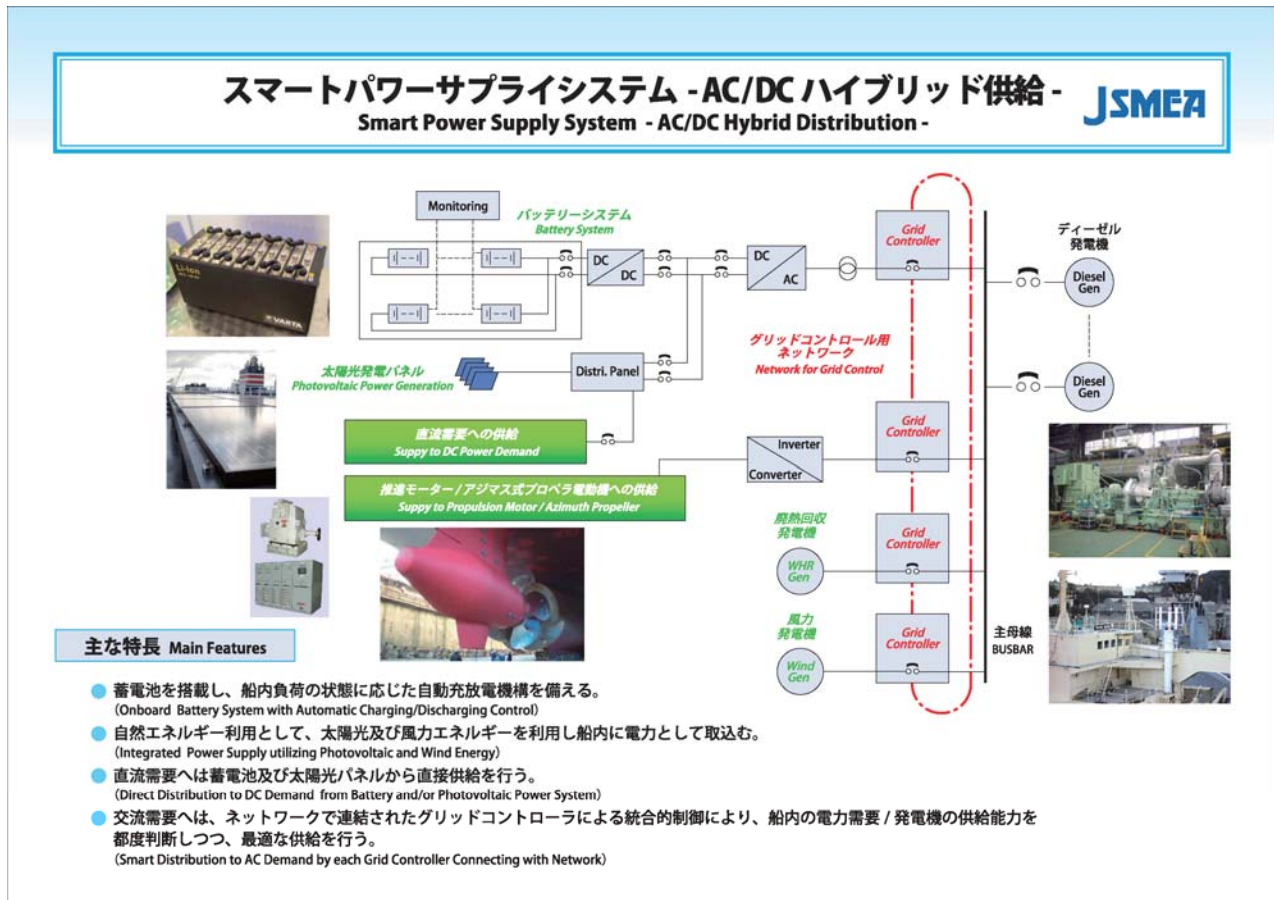 スマートパワーサプライシステム - AC/DC ハイブリッド供給 -
Smart Power Supply System - AC/DC Hybrid Distribution -
JSMEA
Monitoring
バッテリーシステム
Battery System
DC
DC
DC
AC
Grid
Controller
ディーゼル
発電機
Diesel
Gen
Li-Ion
VARTA
太陽光発電パネル
Photovoltaic Power Generation
Distri. Panel
グリッドコントロール用
ネットワーク
Network for Grid Control
Diesel
Gen
直流需要への供給
Suppy to DC Power Demand
Inverter
Converter
Grid
Controller
推進モーター / アジマス式プロペラ電動機への供給
Suppy to Propulsion Motor / Azimuth Propeller
廃熱回収
発電機
WHR
Gen
Grid
Controller
風力
発電機
Wind
Gen
Grid
Controller
主母線
BUSBAR
主な特長 Main Features
● 蓄電池を搭載し、船内負荷の状態に応じた自動充放電機構を備える。
(Onboard Battery System with Automatic Charging/Discharging Control)
● 自然エネルギー利用として、太陽光及び風力エネルギーを利用し船内に電力として取込む。
(Integrated Power Supply utilizing Photovoltaic and Wind Energy)
● 直流需要へは蓄電池及び太陽光パネルから直接供給を行う。
(Direct Distribution to DC Demand from Battery and/or Photovoltaic Power System)
● 交流需要へは、ネットワークで連結されたグリッドコントローラによる統合的制御により、船内の電力需要 / 発電機の供給能力を
都度判断しつつ、最適な供給を行う。
(Smart Distribution to AC Demand by each Grid Controller Connecting with Network)